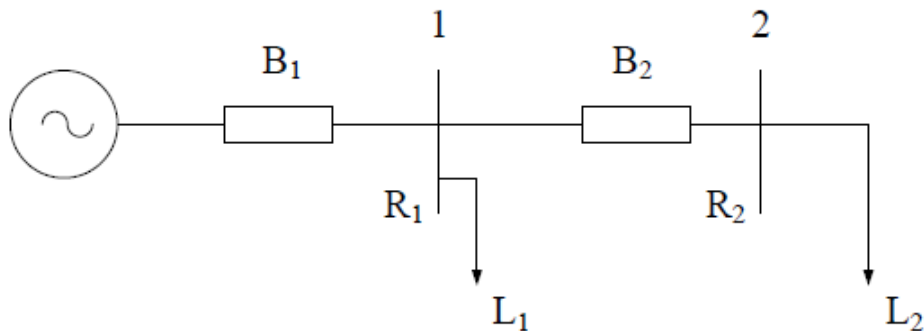 1
2
B₁
B₂
R₁
R₂
L₁
L₂